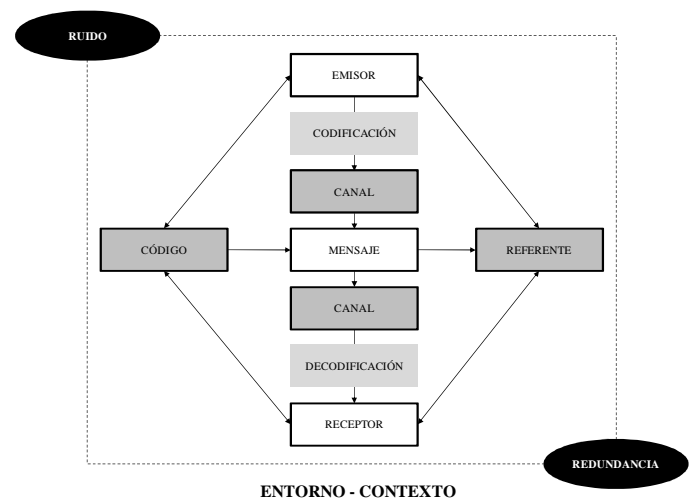 RUIDO
EMISOR
CODIFICACIÓN
CANAL
CÓDIGO
MENSAJE
REFERENTE
CANAL
DECODIFICACIÓN
RECEPTOR
REDUNDANCIA
ENTORNO - CONTEXTO